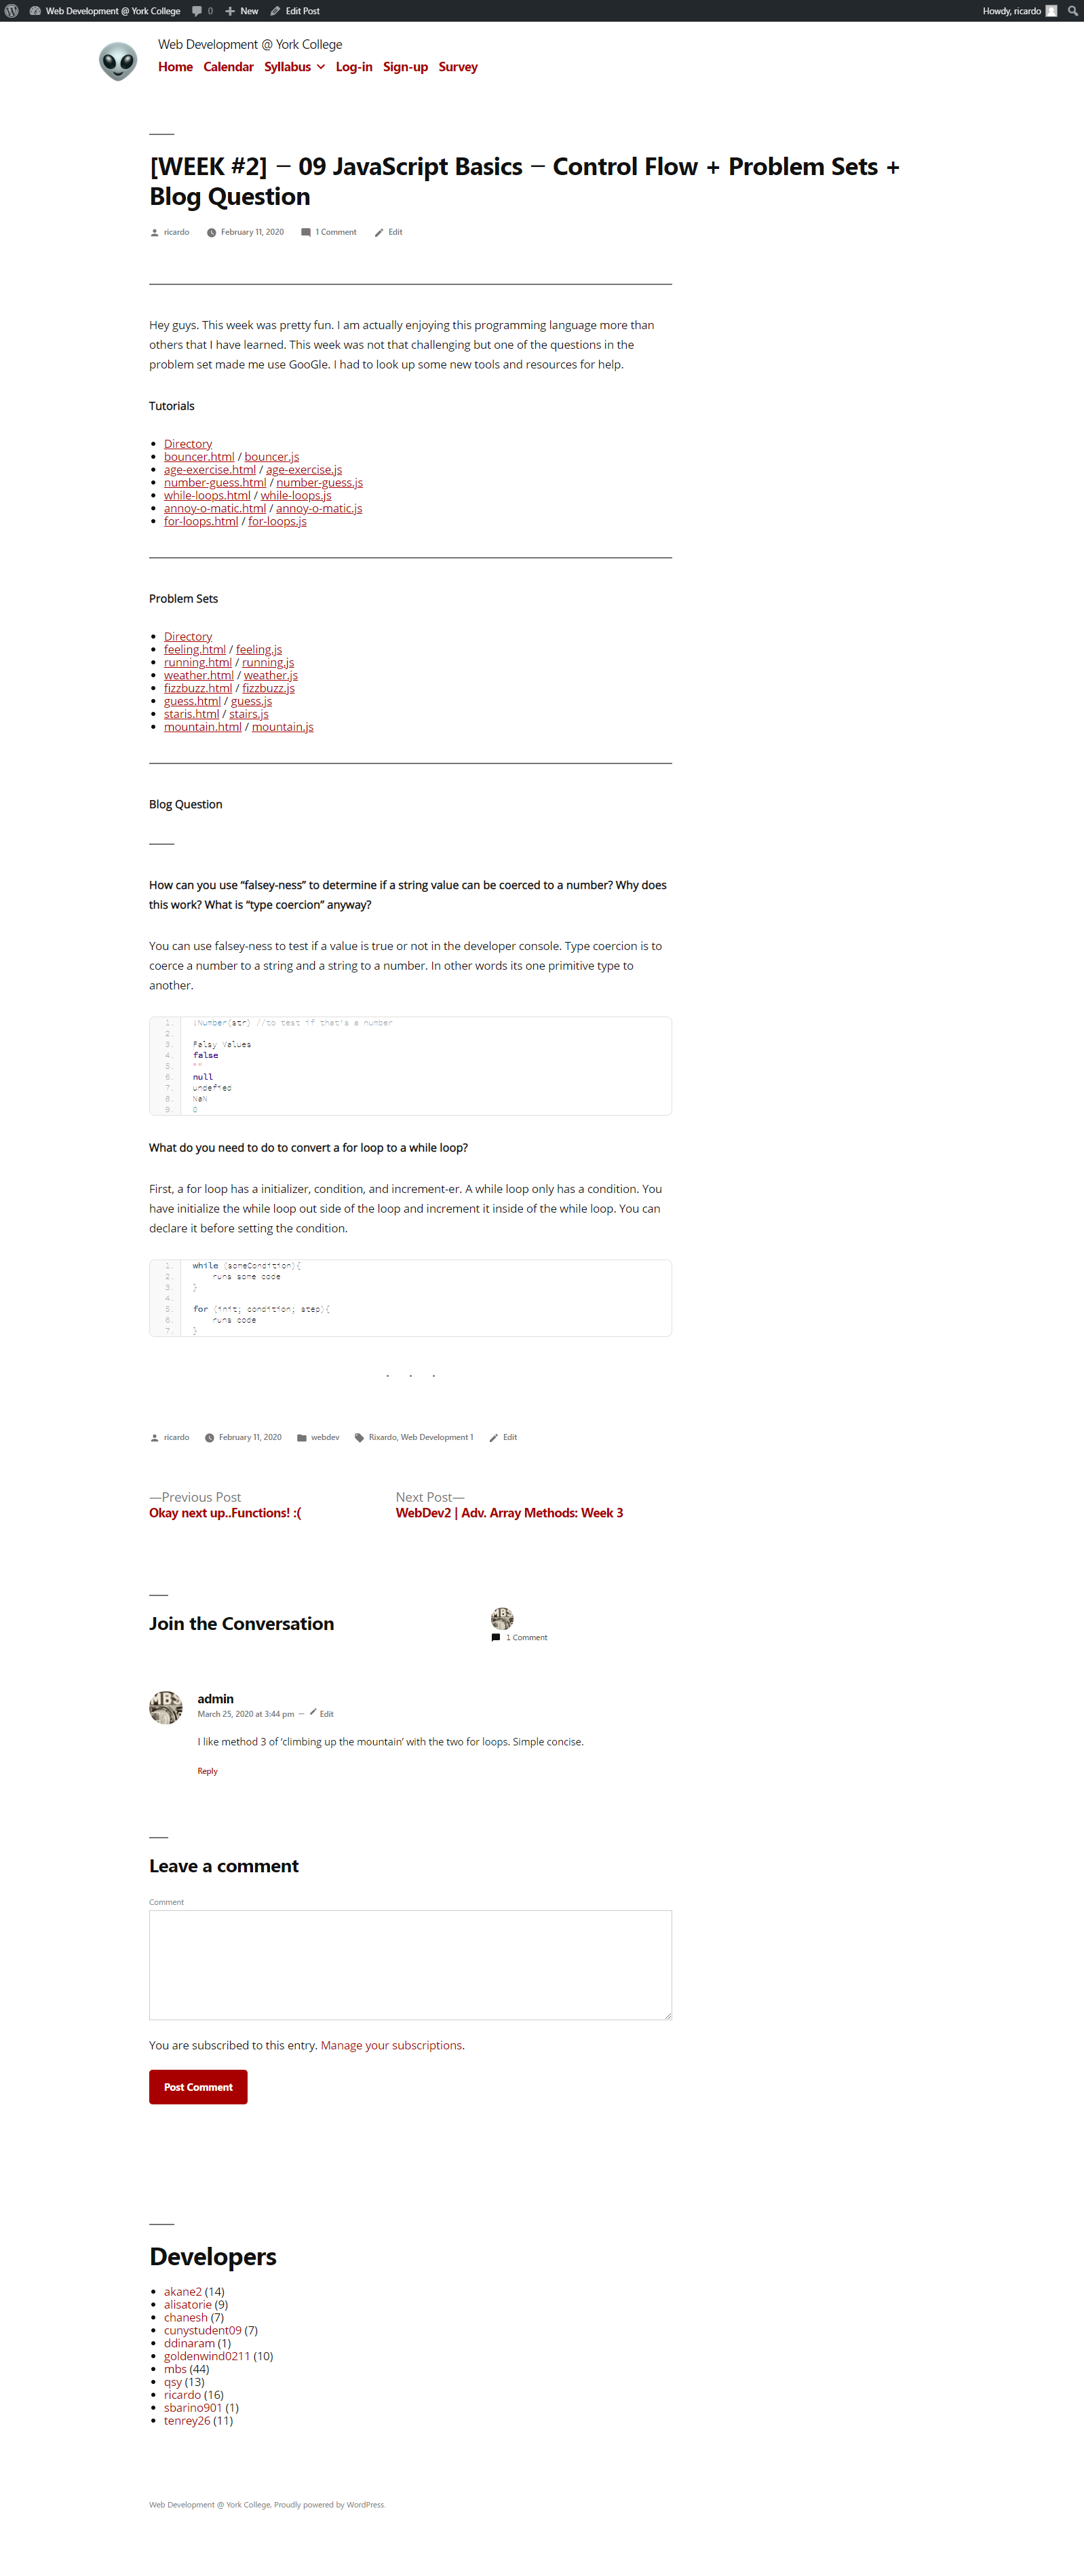 Web Development @ York College 0 New Edit Post Howdy, ricardo
Web Development @ York College
Home Calendar Syllabus Log-in Sign-up Survey
[WEEK #2] – 09 JavaScript Basics – Control Flow + Problem Sets +
Blog Question
ricardo February 11, 2020 1 Comment Edit
Hey guys. This week was pretty fun. I am actually enjoying this programming language more than
others that I have learned. This week was not that challenging but one of the questions in the
problem set made me use GooGle. I had to look up some new tools and resources for help.
Tutorials
• Directory
• bouncer.html / bouncer.js
• age-exercise.html / age-exercise.js
• number-guess.html / number-guess.js
• while-loops.html / while-loops.js
• annoy-o-matic.html / annoy-o-matic.js
• for-loops.html / for-loops.js
Problem Sets
• Directory
• feeling.html / feeling.js
• running.html / running.js
• weather.html / weather.js
• fizzbuzz.html / fizzbuzz.js
• guess.html / guess.js
• staris.html / stairs.js
• mountain.html / mountain.js
Blog Question
How can you use “falsey-ness” to determine if a string value can be coerced to a number? Why does
this work? What is “type coercion” anyway?
You can use falsey-ness to test if a value is true or not in the developer console. Type coercion is to
coerce a number to a string and a string to a number. In other words its one primitive type to
another.
1. !Number(str) //to test if that's a number
2.
3. Falsy Values
4. false
5. ""
6. null
7. undefied
8. NaN
9. 0
What do you need to do to convert a for loop to a while loop?
First, a for loop has a initializer, condition, and increment-er. A while loop only has a condition. You
have initialize the while loop out side of the loop and increment it inside of the while loop. You can
declare it before setting the condition.
1. while (someCondition){
2. runs some code
3. }
4.
5. for (init; condition; step){
6. runs code
7. }
ricardo February 11, 2020 webdev Rixardo, Web Development 1 Edit
—Previous Post Next Post—
Okay next up..Functions! :( WebDev2 | Adv. Array Methods: Week 3
Join the Conversation
1 Comment
admin
March 25, 2020 at 3:44 pm – Edit
I like method 3 of ‘climbing up the mountain’ with the two for loops. Simple concise.
Reply
Leave a comment
Comment
You are subscribed to this entry. Manage your subscriptions.
Post Comment
Developers
• akane2 (14)
• alisatorie (9)
• chanesh (7)
• cunystudent09 (7)
• ddinaram (1)
• goldenwind0211 (10)
• mbs (44)
• qsy (13)
• ricardo (16)
• sbarino901 (1)
• tenrey26 (11)
Web Development @ York College, Proudly powered by WordPress.